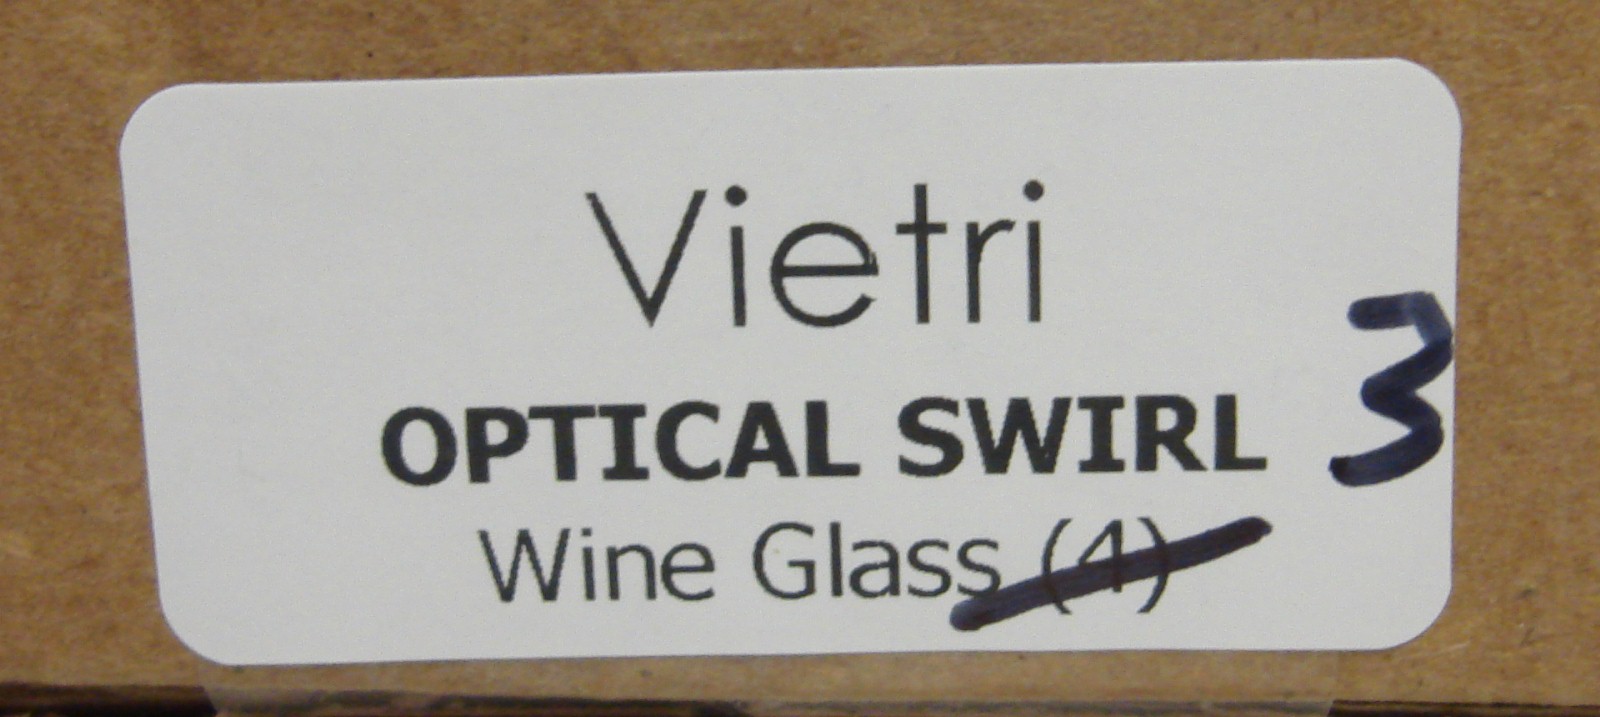 Vietri
OPTICAL SWIRL 3
Wine Glass (4)